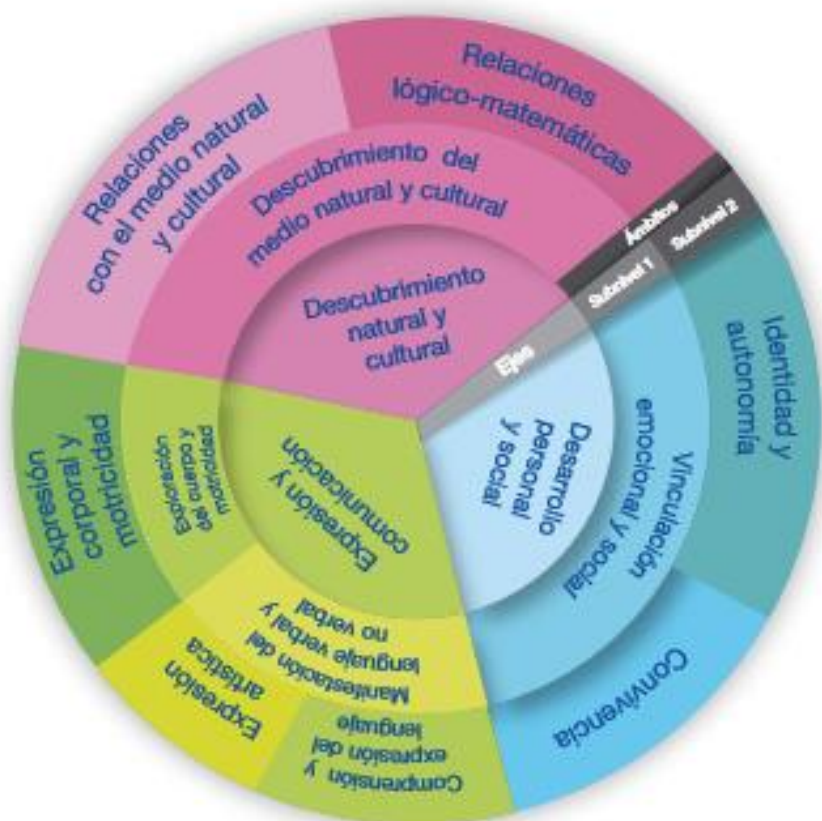 Relaciones
lógico-matemáticas
Relaciones
con el medio natural
y cultural
Descubrimiento del
medio natural y cultural
Descubrimiento
natural y
cultural
Ámbitos
Subnivel 2
Subnivel 1
Ejes
Identidad y
autonomía
Vinculación
emocional y social
Desarrollo
personal
y social
Convivencia
Expresión y
comunicación
Exploración
del cuerpo y
motricidad
Expresión
corporal y
motricidad
Manifestación del
lenguaje verbal y
no verbal
Expresión
artística
Comprensión y
expresión del
lenguaje